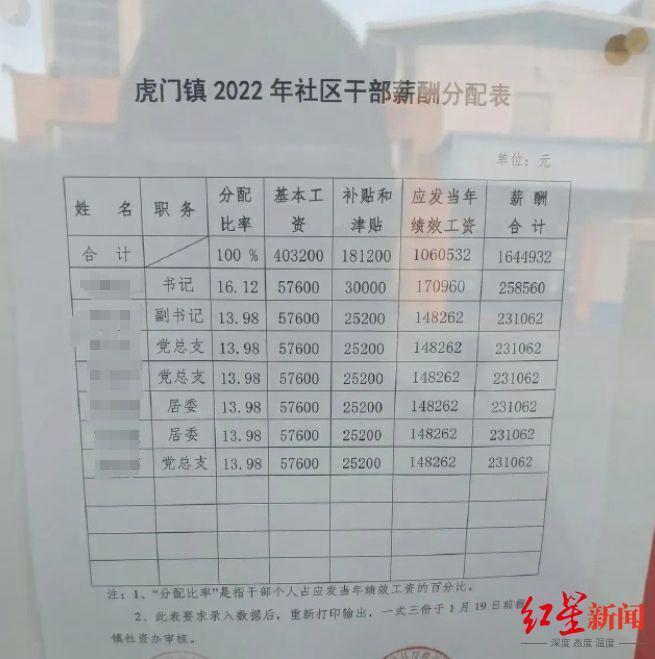 虎门镇 2022 年社区干部薪酬分配表
单位：元
姓 名 职务 分配比率 基本工资 补贴和津贴 应发当年绩效工资 薪酬合计
合 计 100 % 403200 181200 1060532 1644932
书记 16.12 57600 30000 170960 258560
副书记 13.98 57600 25200 148262 231062
党总支 13.98 57600 25200 148262 231062
党总支 13.98 57600 25200 148262 231062
居委 13.98 57600 25200 148262 231062
居委 13.98 57600 25200 148262 231062
党总支 13.98 57600 25200 148262 231062
注：1、“分配比率”是指干部个人占应发当年绩效工资的百分比。
2、此表要求录入数据后，重新打印输出，一式三份于 1 月 19 日前报
镇社资办审核。
红星新闻
深度 态度 温度